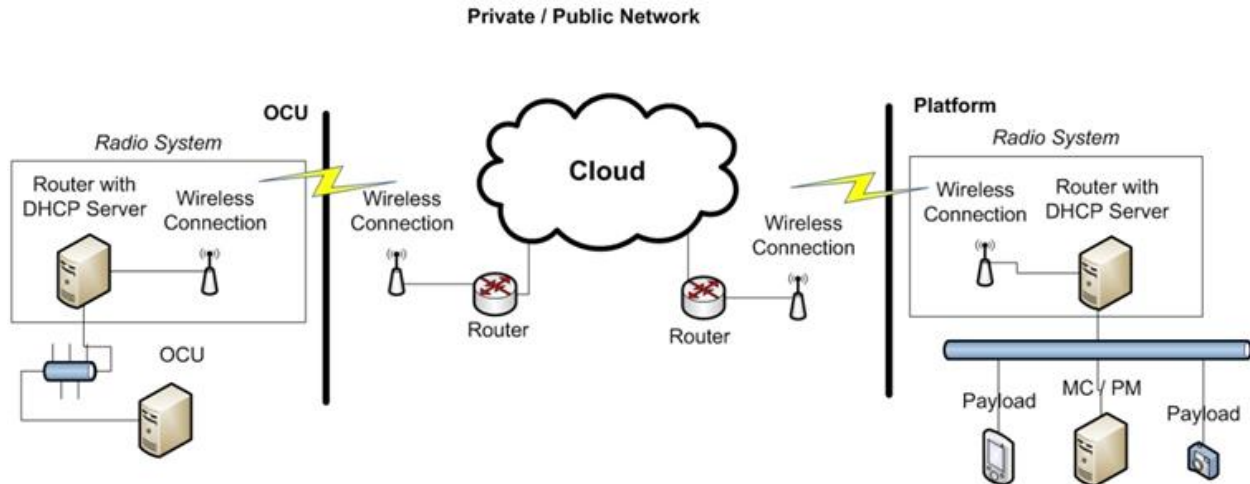 Private / Public Network
OCU
Radio System
Router with
DHCP Server
Wireless
Connection
OCU
Wireless
Connection
Router
Cloud
Router
Wireless
Connection
Platform
Radio System
Wireless
Connection
Router with
DHCP Server
Payload
MC / PM
Payload